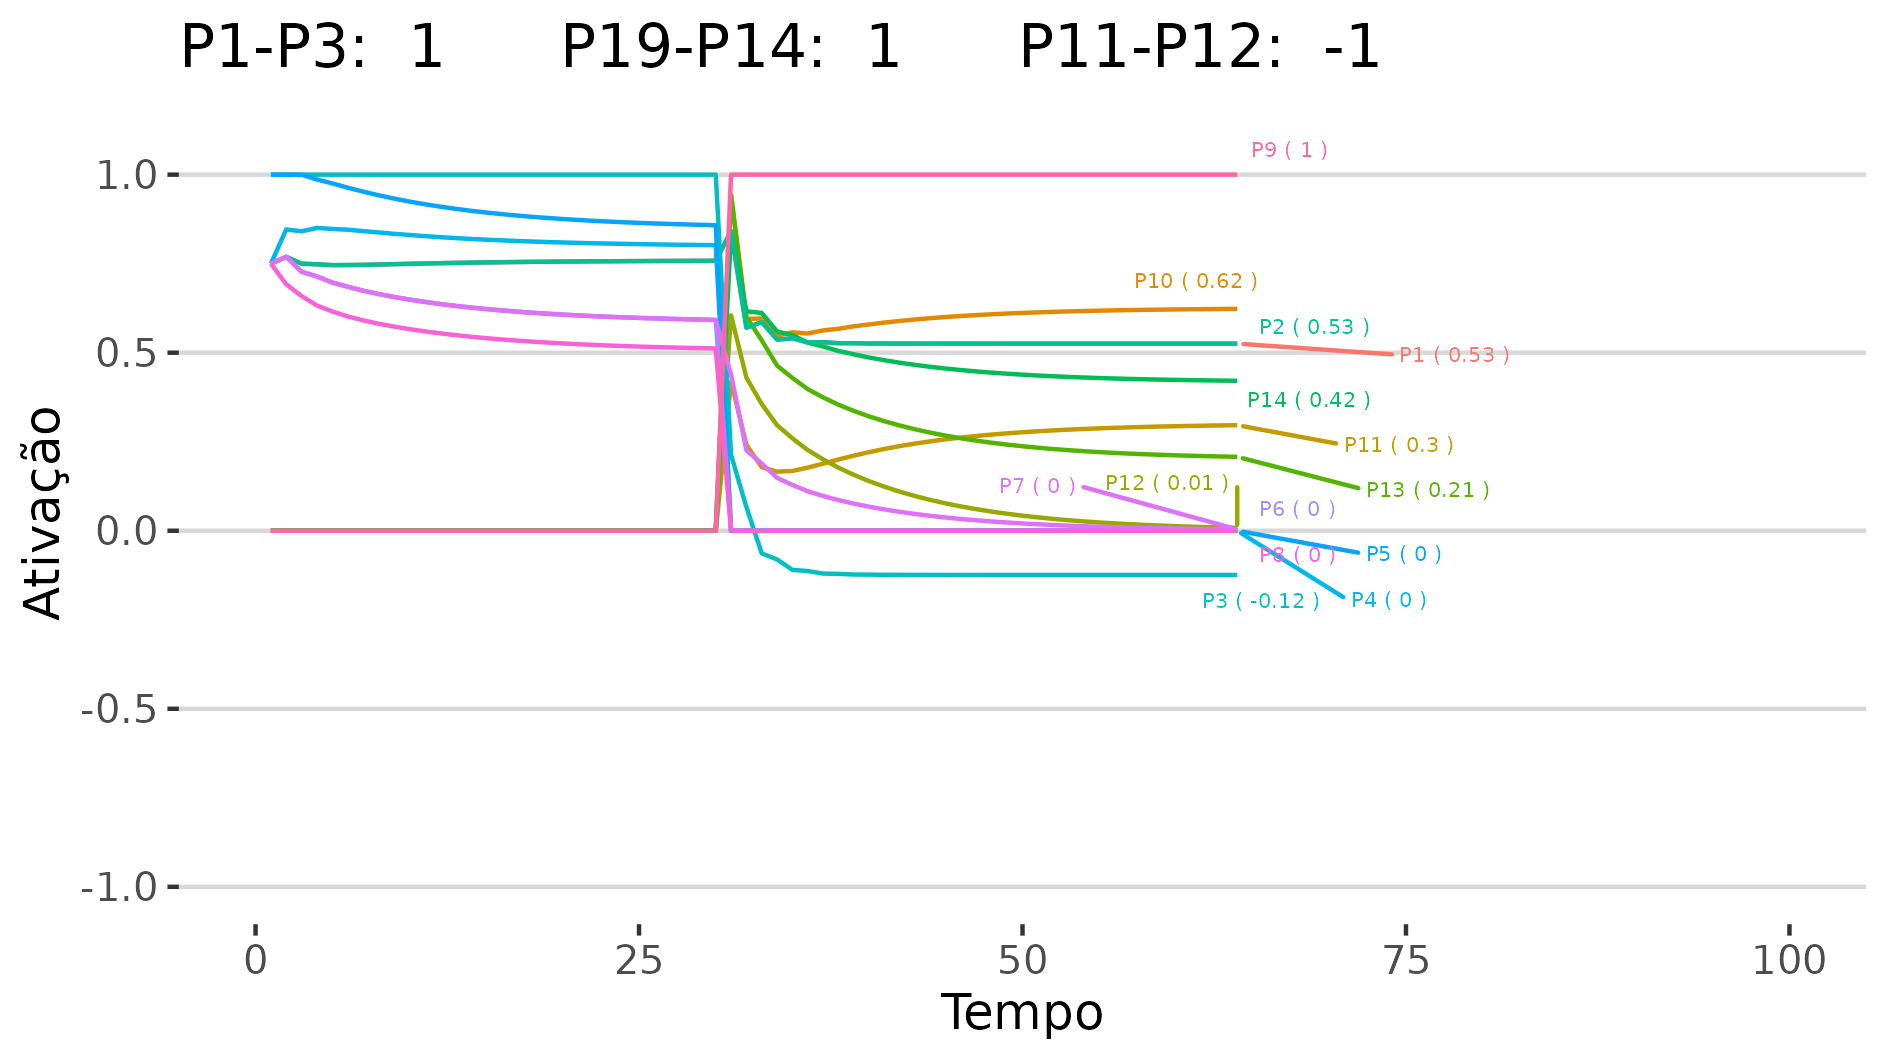 P1-P3:  1      P19-P14:  1      P11-P12:  -1
P9 ( 1 )
1.0
P10 ( 0.62 )
P2 ( 0.53 )
0.5
P1 ( 0.53 )
P14 ( 0.42 )
P11 ( 0.3 )
P7 ( 0 )
P12 ( 0.01 )
P13 ( 0.21 )
P6 ( 0 )
0.0
P8 ( 0 )
P5 ( 0 )
P3 ( -0.12 )
P4 ( 0 )
-0.5
-1.0
Ativação
0 25 50 75 100
Tempo